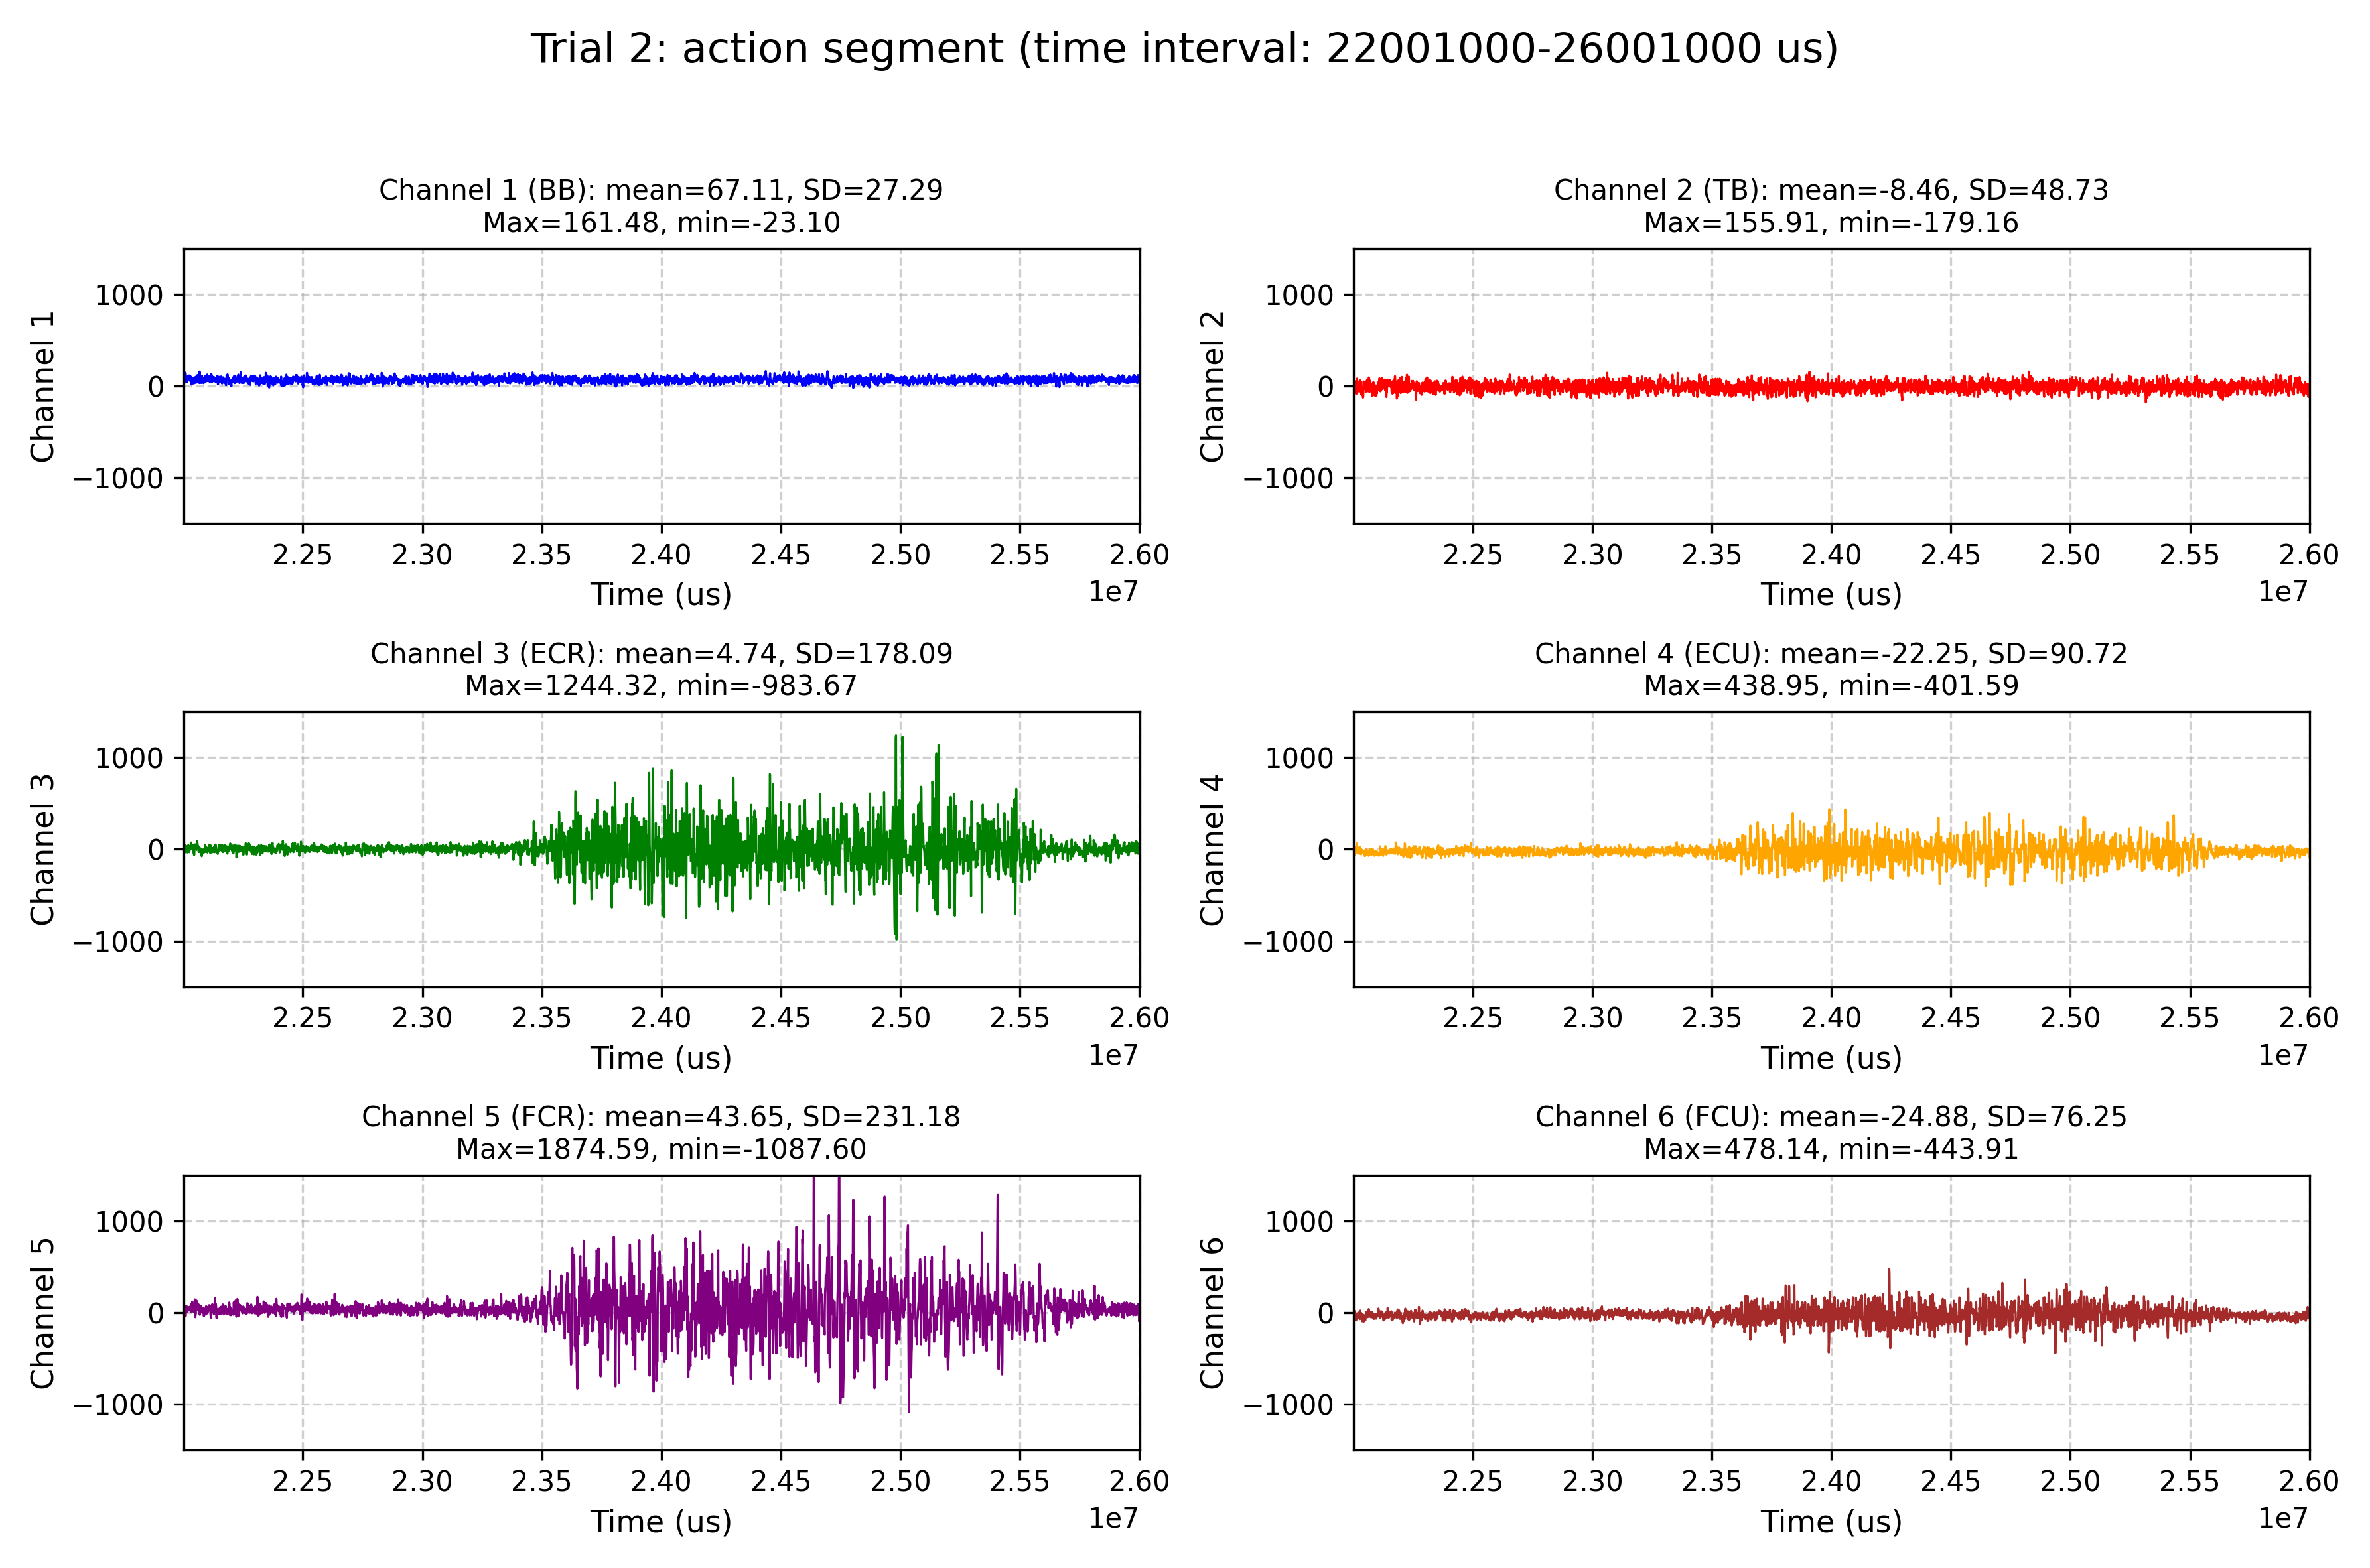 Trial 2: action segment (time interval: 22001000-26001000 us)
Channel 1 (BB): mean=67.11, SD=27.29
Max=161.48, min=-23.10
Channel 1
1000
0
−1000
2.25 2.30 2.35 2.40 2.45 2.50 2.55 2.60
Time (us)
1e7
Channel 2 (TB): mean=-8.46, SD=48.73
Max=155.91, min=-179.16
Channel 2
1000
0
−1000
2.25 2.30 2.35 2.40 2.45 2.50 2.55 2.60
Time (us)
1e7
Channel 3 (ECR): mean=4.74, SD=178.09
Max=1244.32, min=-983.67
Channel 3
1000
0
−1000
2.25 2.30 2.35 2.40 2.45 2.50 2.55 2.60
Time (us)
1e7
Channel 4 (ECU): mean=-22.25, SD=90.72
Max=438.95, min=-401.59
Channel 4
1000
0
−1000
2.25 2.30 2.35 2.40 2.45 2.50 2.55 2.60
Time (us)
1e7
Channel 5 (FCR): mean=43.65, SD=231.18
Max=1874.59, min=-1087.60
Channel 5
1000
0
−1000
2.25 2.30 2.35 2.40 2.45 2.50 2.55 2.60
Time (us)
1e7
Channel 6 (FCU): mean=-24.88, SD=76.25
Max=478.14, min=-443.91
Channel 6
1000
0
−1000
2.25 2.30 2.35 2.40 2.45 2.50 2.55 2.60
Time (us)
1e7